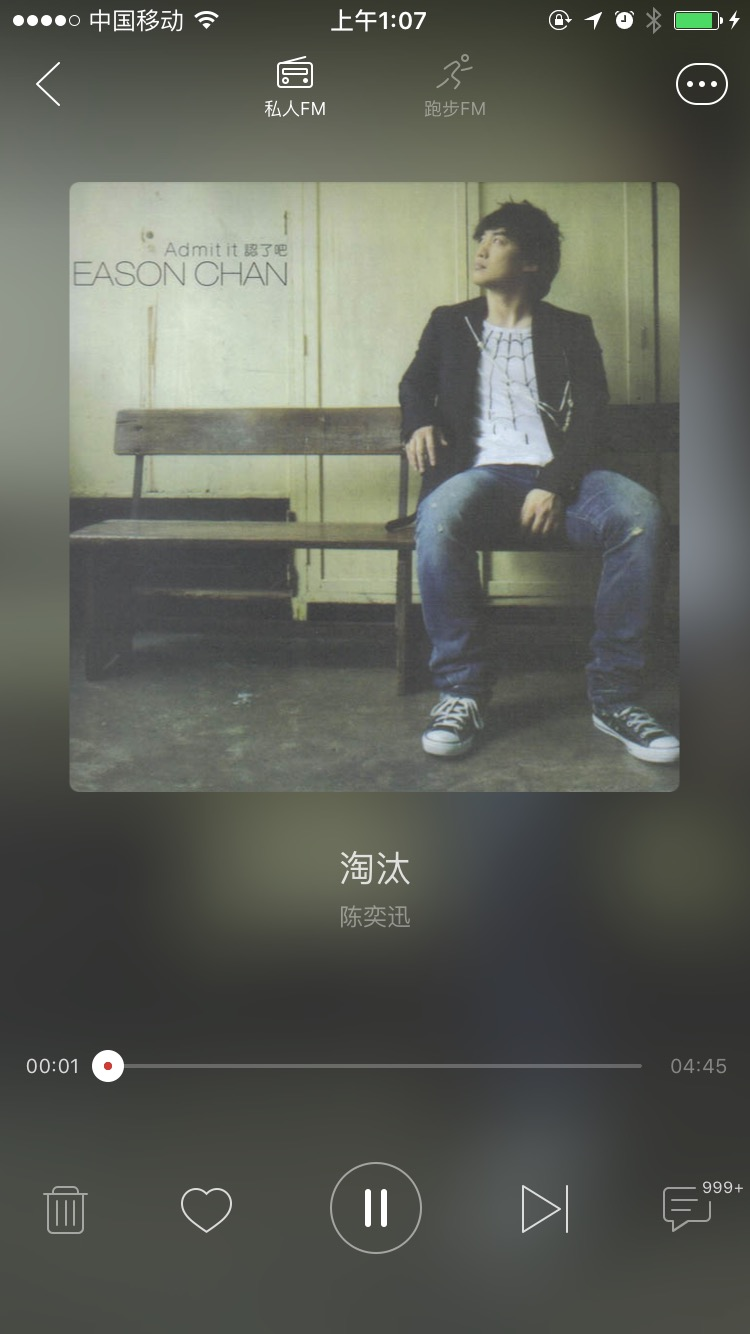 中国移动 上午1:07
私人FM 跑步FM
Admit it 認了吧
EASON CHAN
淘汰
陈奕迅
00:01 04:45
999+